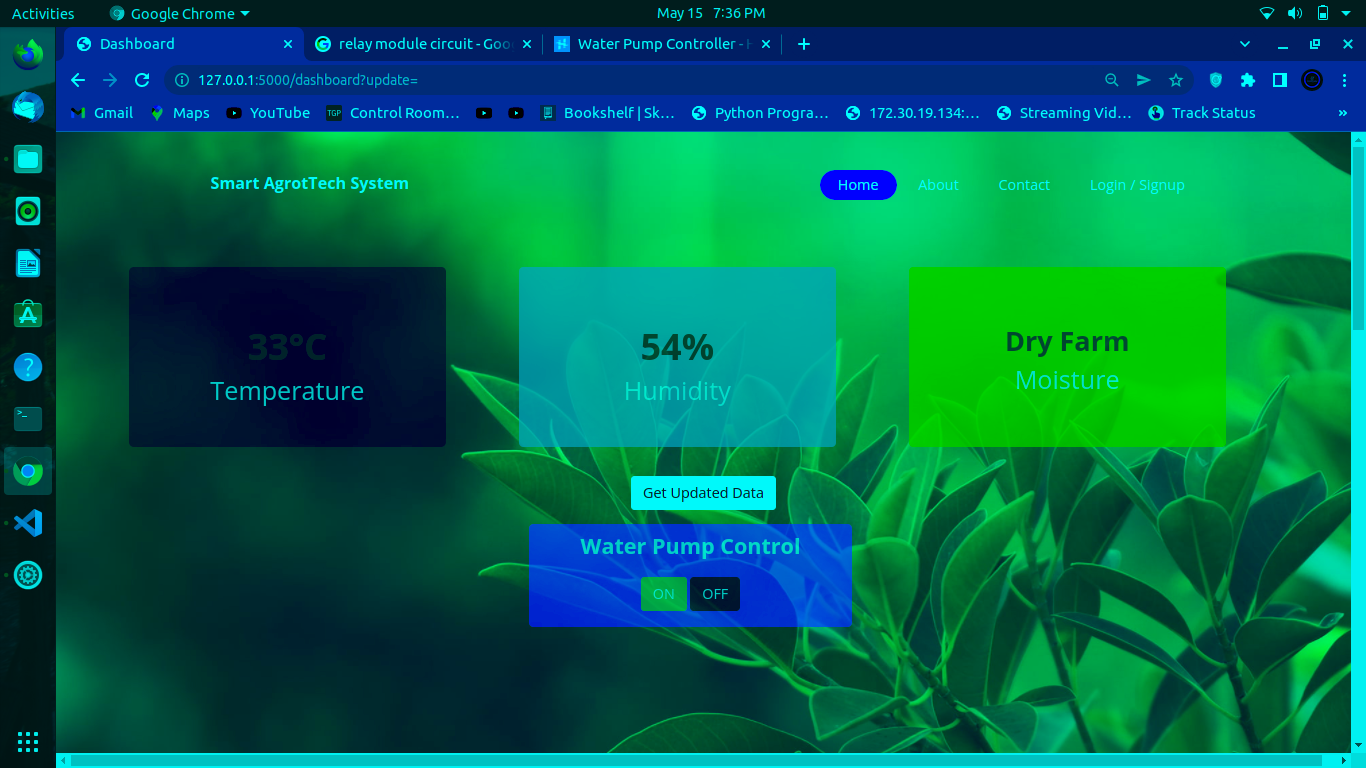 Activities Google Chrome May 15 7:36 PM
Dashboard relay module circuit - Goo Water Pump Controller - H
127.0.0.1:5000/dashboard?update=
Gmail Maps YouTube TGP Control Room… Bookshelf | Sk… Python Progra… 172.30.19.134:… Streaming Vid… Track Status »
Smart AgrotTech System Home About Contact Login / Signup
33°C 54% Dry Farm
Temperature Humidity Moisture
Get Updated Data
Water Pump Control
ON OFF